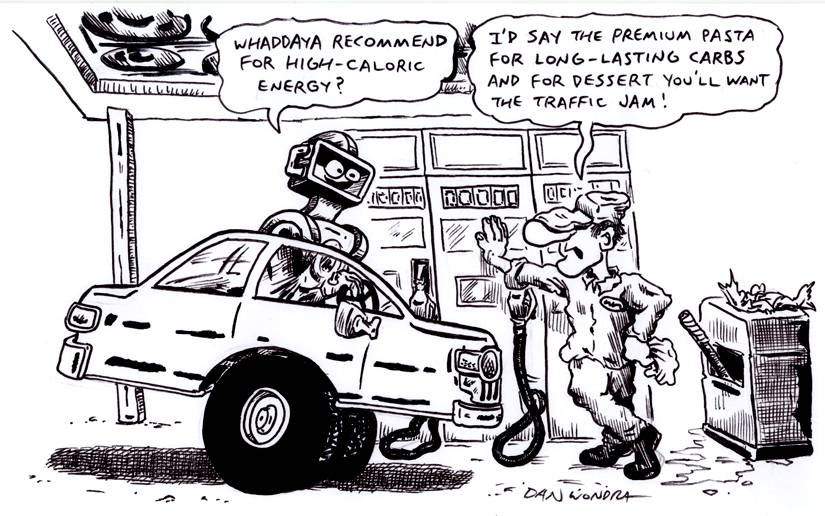 WHADDAYA RECOMMEND
FOR HIGH-CALORIC
ENERGY?
I'D SAY THE PREMIUM PASTA
FOR LONG-LASTING CARBS
AND FOR DESSERT YOU'LL WANT
THE TRAFFIC JAM!
DAN WONDRA